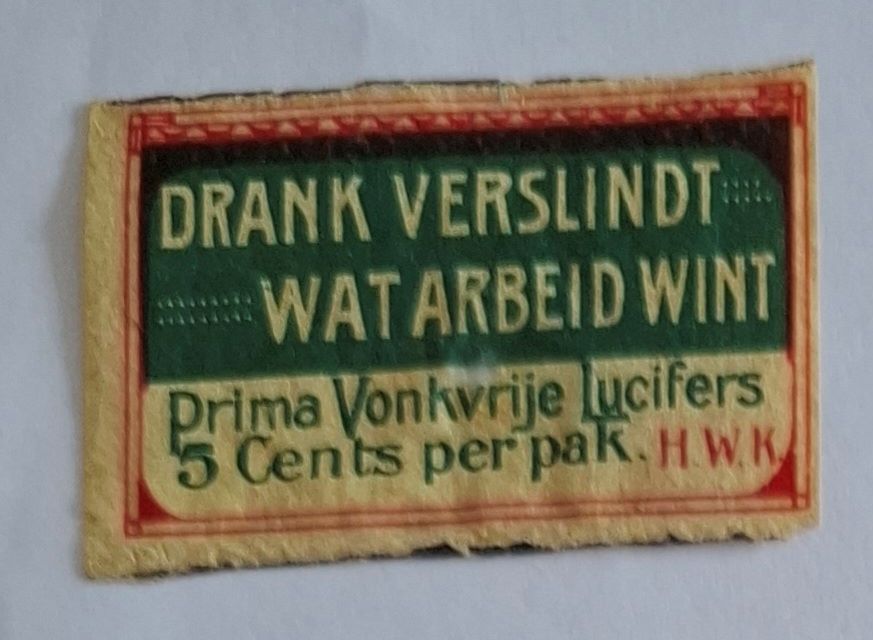 DRANK VERSLINDT
WAT ARBEID WINT
Prima Vonkvrije Lucifers
5 Cents per pak. H.W.K.